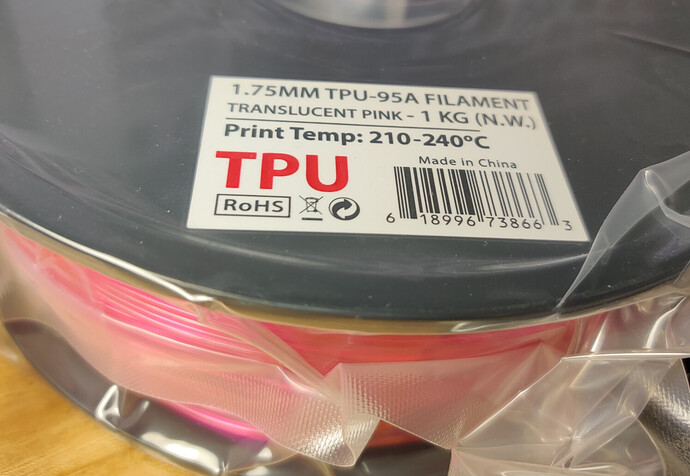 1.75MM TPU-95A FILAMENT
TRANSLUCENT PINK - 1 KG (N.W.)
Print Temp: 210-240ºC
TPU
Made in China
RoHS
6 18996 73866 3